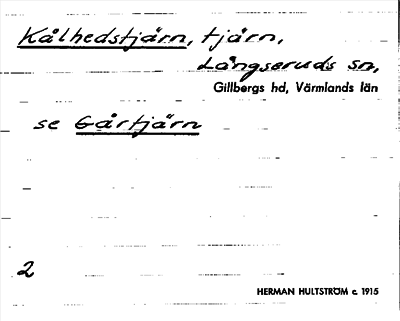 Kålhedstjärn, tjärn,
Långseruds sn,
Gillbergs hd, Värmlands län
se Gårtjärn
2
HERMAN HULTSTRÖM c. 1915